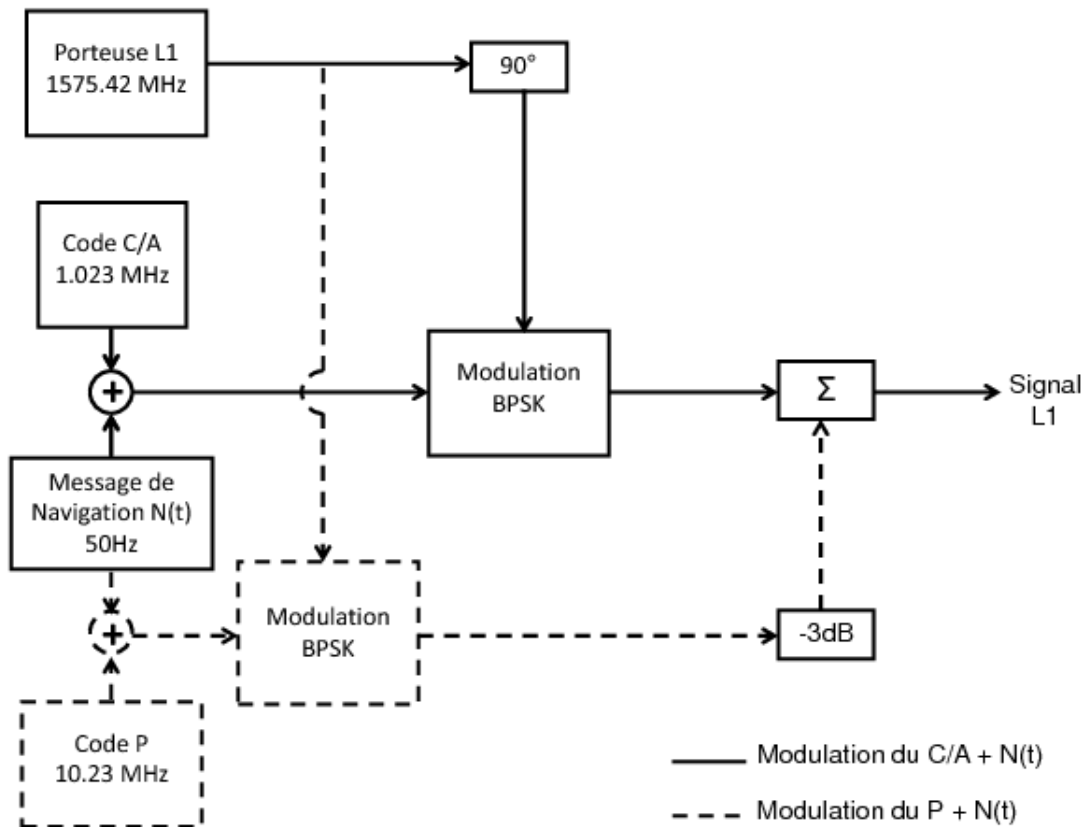 Porteuse L1
1575.42 MHz
90°
Code C/A
1.023 MHz
+
Modulation
BPSK
Σ
Signal
L1
Message de
Navigation N(t)
50Hz
+
Modulation
BPSK
-3dB
Code P
10.23 MHz
Modulation du C/A + N(t)
Modulation du P + N(t)